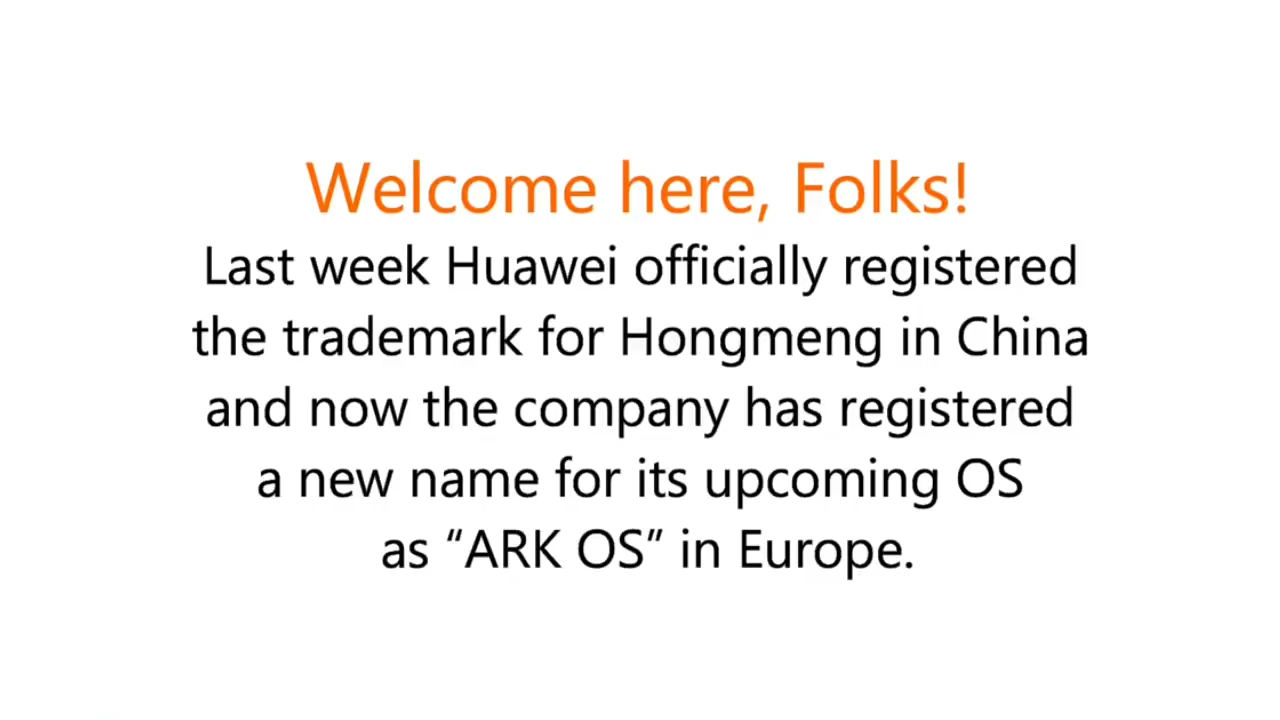 Welcome here, Folks!
Last week Huawei officially registered
the trademark for Hongmeng in China
and now the company has registered
a new name for its upcoming OS
as “ARK OS” in Europe.